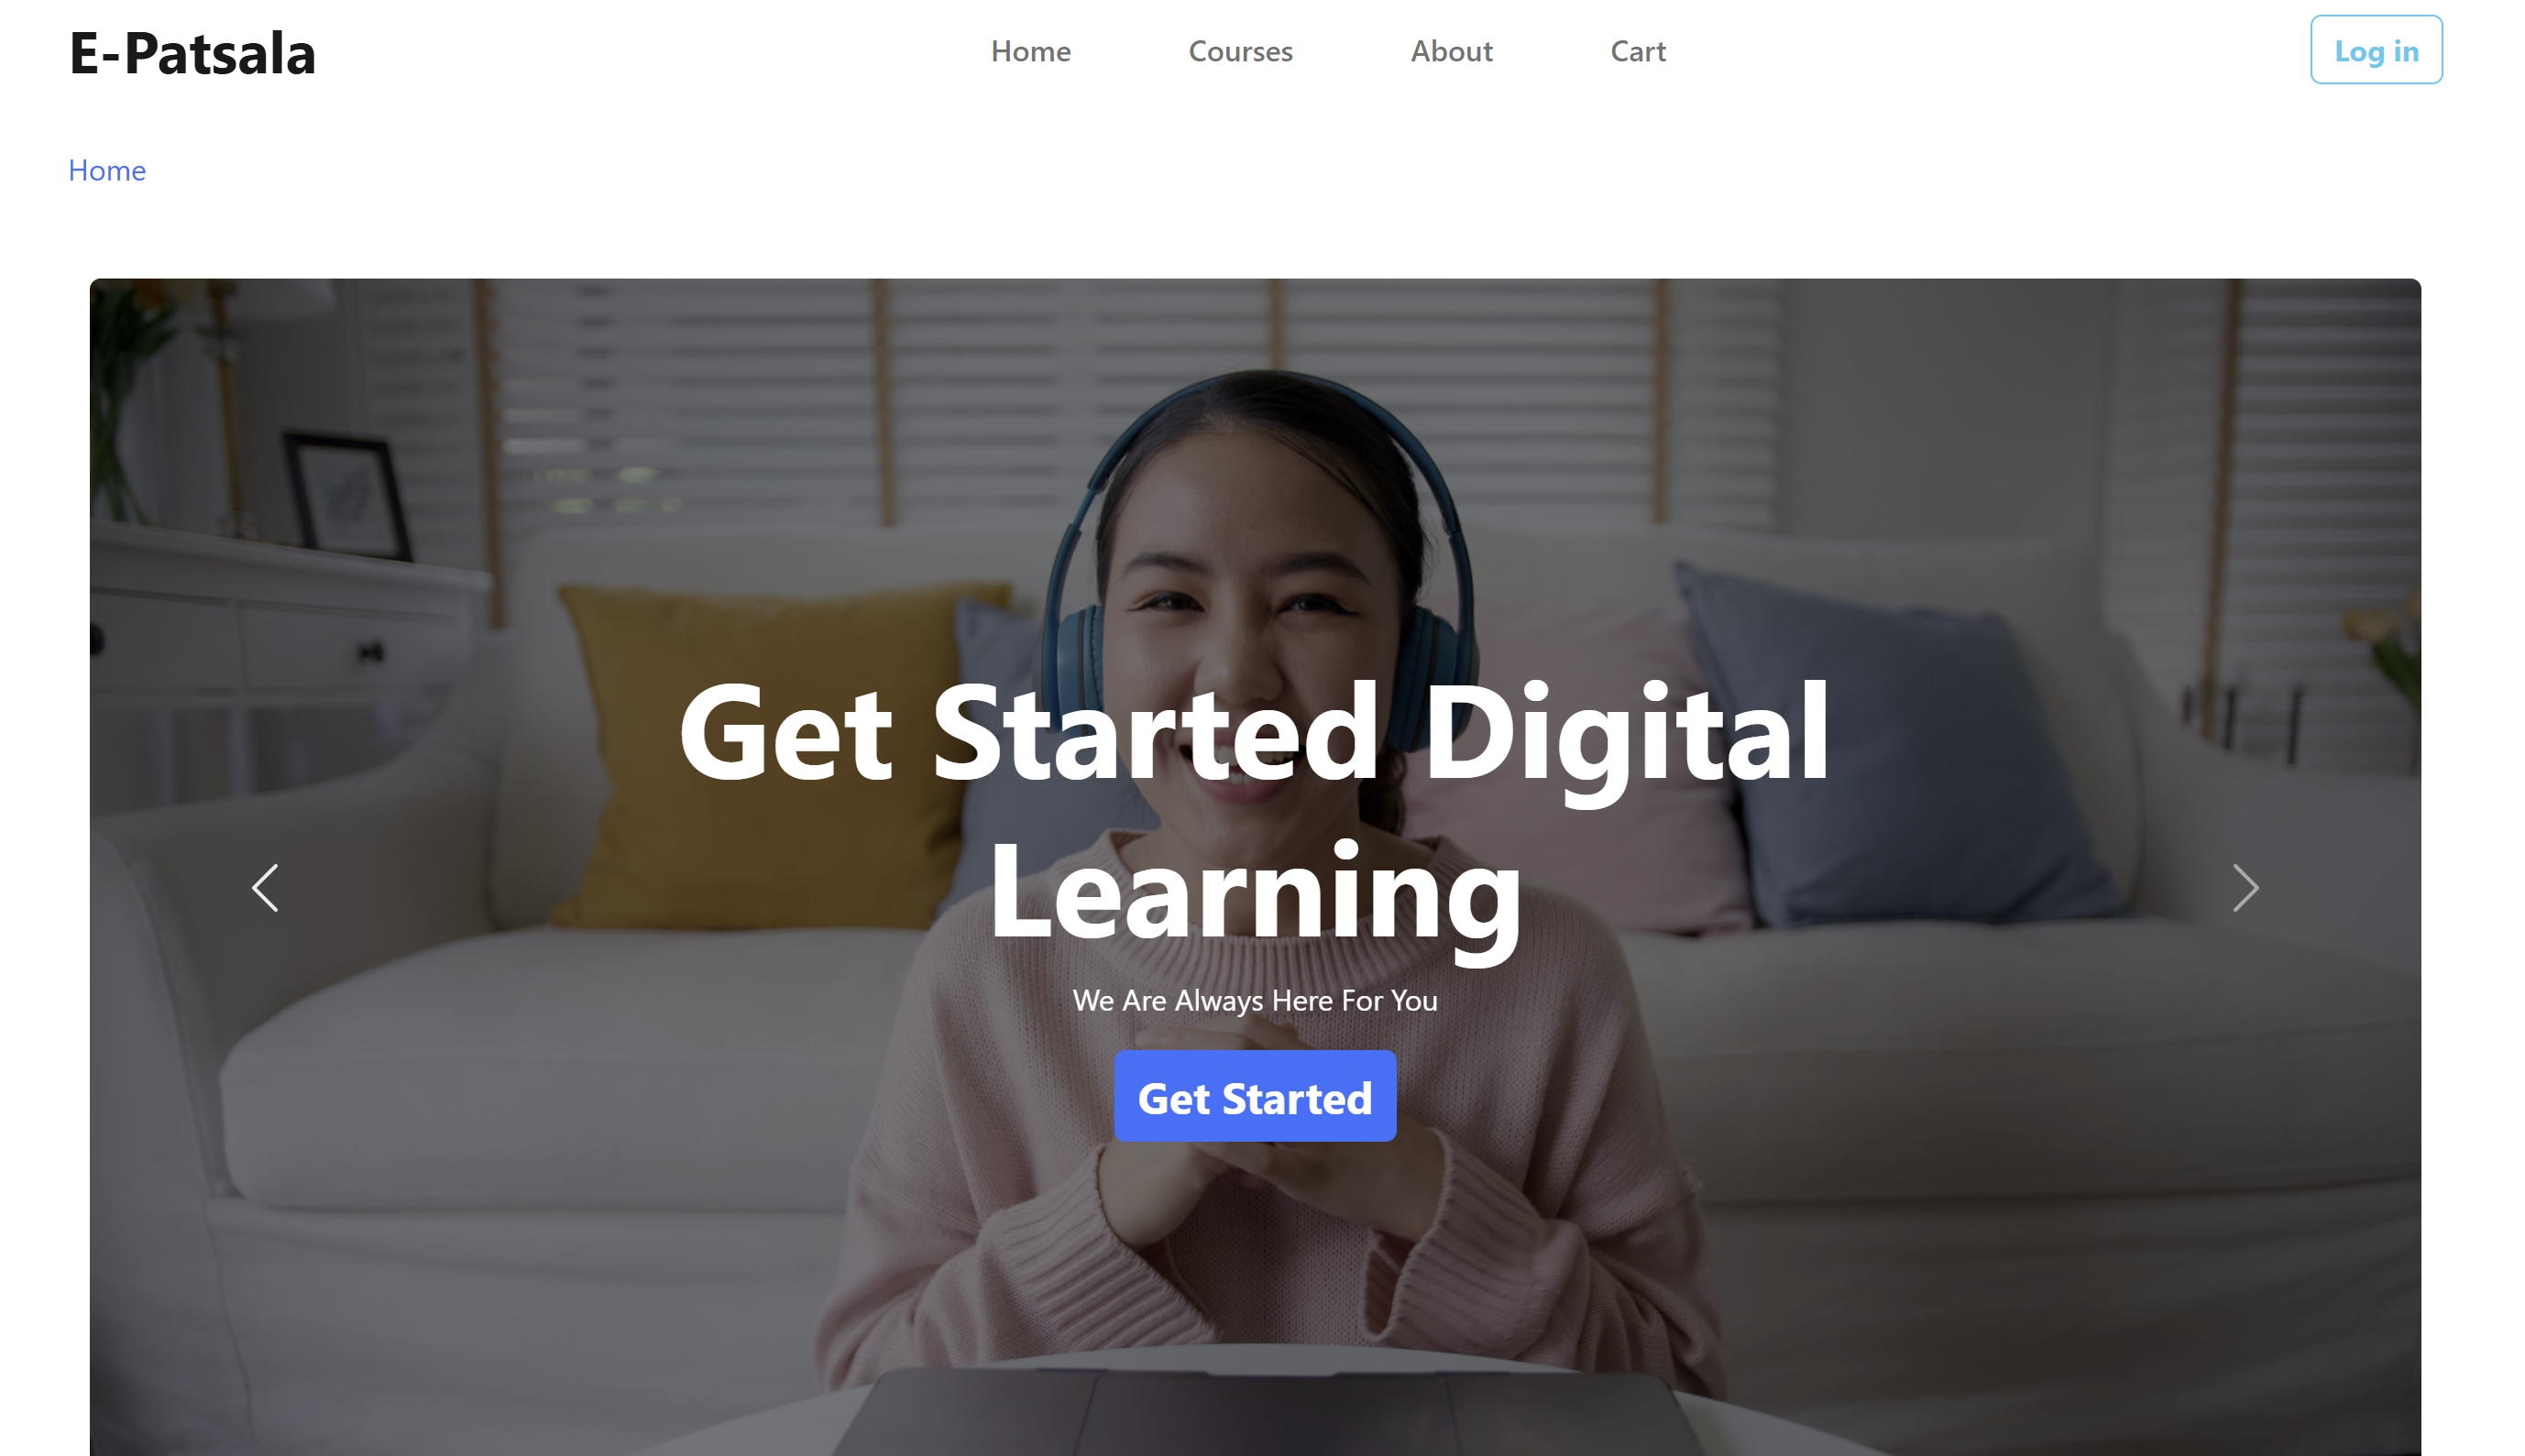 E-Patsala
Home
Courses
About
Cart
Log in
Home
Get Started Digital
Learning
We Are Always Here For You
Get Started